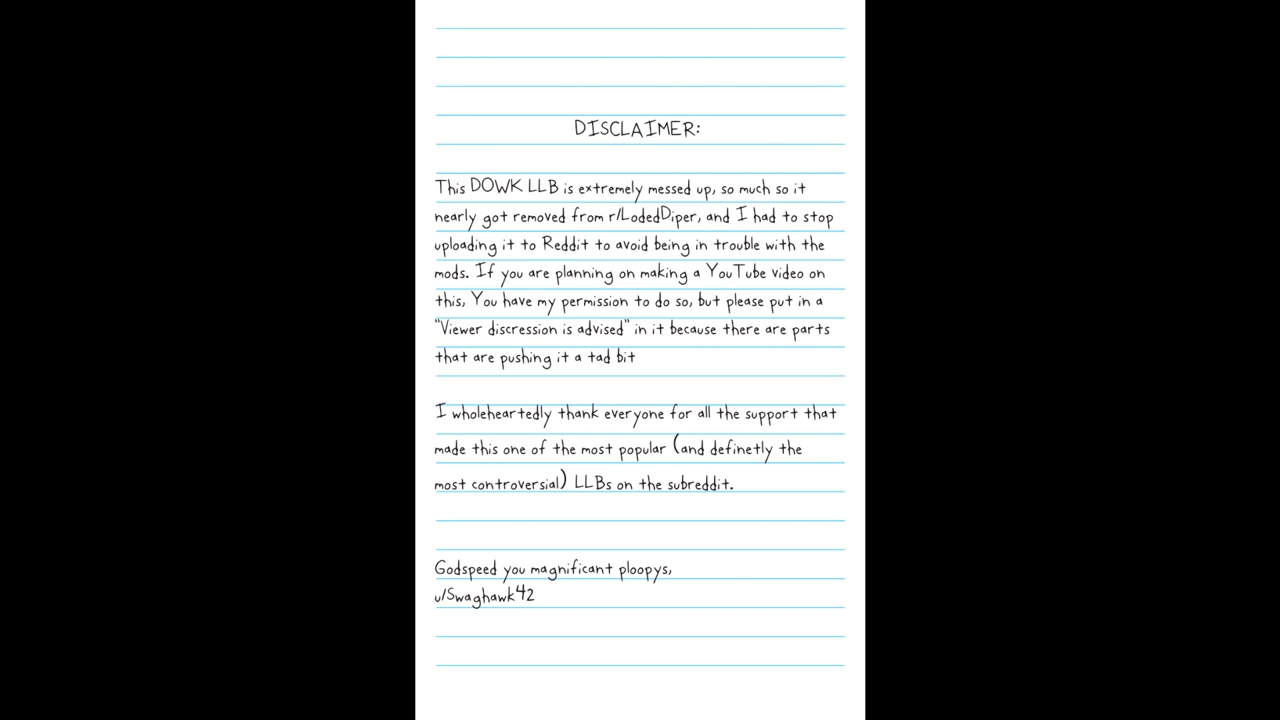 DISCLAIMER:
This DOWK LLB is extremely messed up, so much so it
nearly got removed from r/LodedDiper, and I had to stop
uploading it to Reddit to avoid being in trouble with the
mods. If you are planning on making a YouTube video on
this, You have my permission to do so, but please put in a
"Viewer discression is advised" in it because there are parts
that are pushing it a tad bit
I wholeheartedly thank everyone for all the support that
made this one of the most popular (and definetly the
most controversial) LLBs on the subreddit.
Godspeed you magnificant ploopys,
u/Swaghawk42